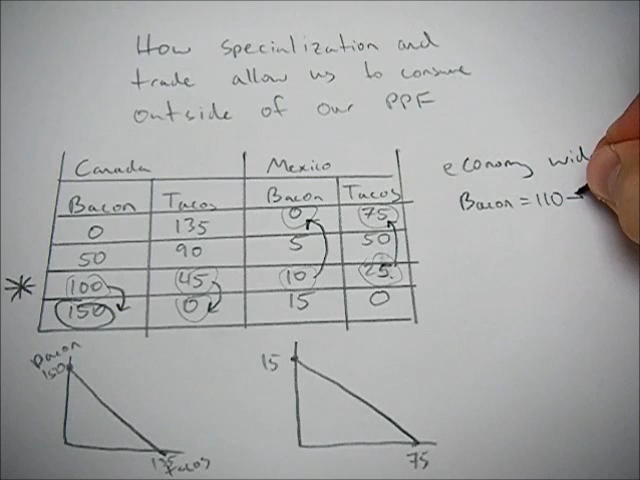 How specialization and
trade allow us to consume
outside of our PPF
Canada Mexico
Bacon Tacos Bacon Tacos
0 135 0 75
50 90 5 50
* 100 45 10 25
150 0 15 0
economy wid
Bacon = 110 →
Bacon
150
135 tacos
15
75